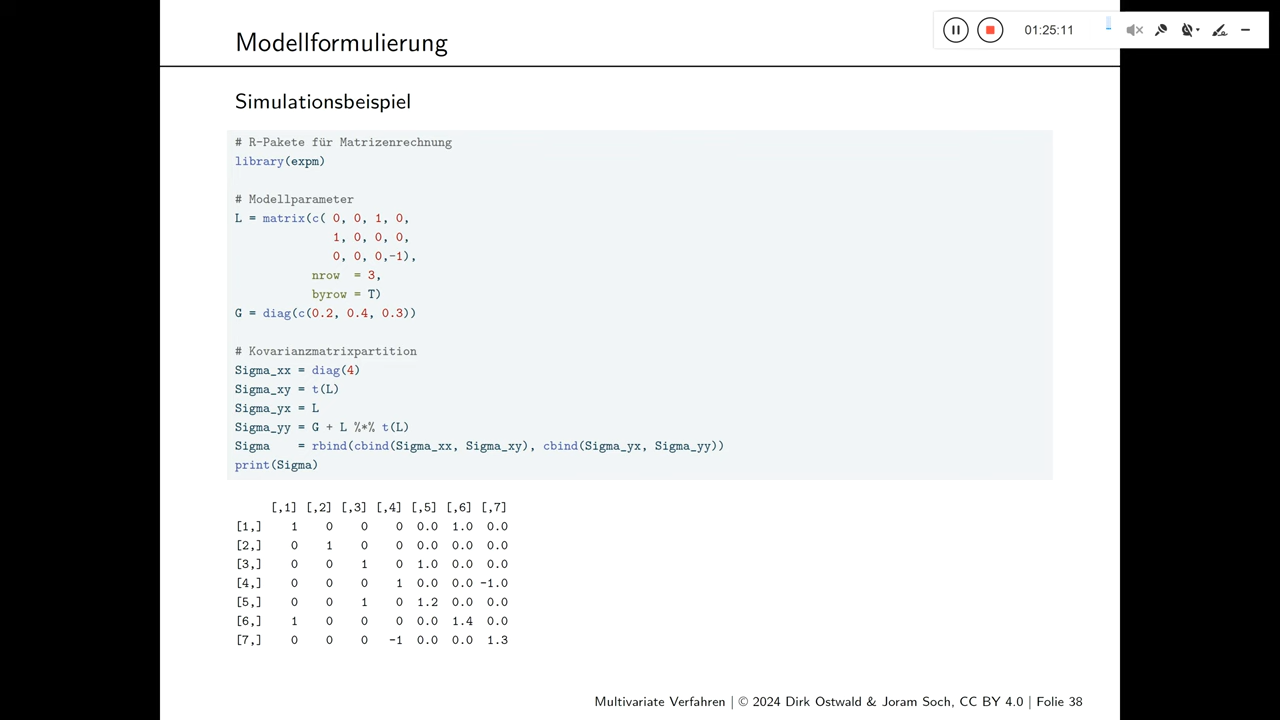 Modellformulierung
01:25:11
Simulationsbeispiel
# R-Pakete für Matrizenrechnung
library(expm)
# Modellparameter
L = matrix(c( 0, 0, 1, 0,
1, 0, 0, 0,
0, 0, 0,-1),
nrow  = 3,
byrow = T)
G = diag(c(0.2, 0.4, 0.3))
# Kovarianzmatrixpartition
Sigma_xx = diag(4)
Sigma_xy = t(L)
Sigma_yx = L
Sigma_yy = G + L %*% t(L)
Sigma    = rbind(cbind(Sigma_xx, Sigma_xy), cbind(Sigma_yx, Sigma_yy))
print(Sigma)
[,1] [,2] [,3] [,4] [,5] [,6] [,7]
[1,] 1 0 0 0 0.0 1.0 0.0
[2,] 0 1 0 0 0.0 0.0 0.0
[3,] 0 0 1 0 1.0 0.0 0.0
[4,] 0 0 0 1 0.0 0.0 -1.0
[5,] 0 0 1 0 1.2 0.0 0.0
[6,] 1 0 0 0 0.0 1.4 0.0
[7,] 0 0 0 -1 0.0 0.0 1.3
Multivariate Verfahren | © 2024 Dirk Ostwald & Joram Soch, CC BY 4.0 | Folie 38